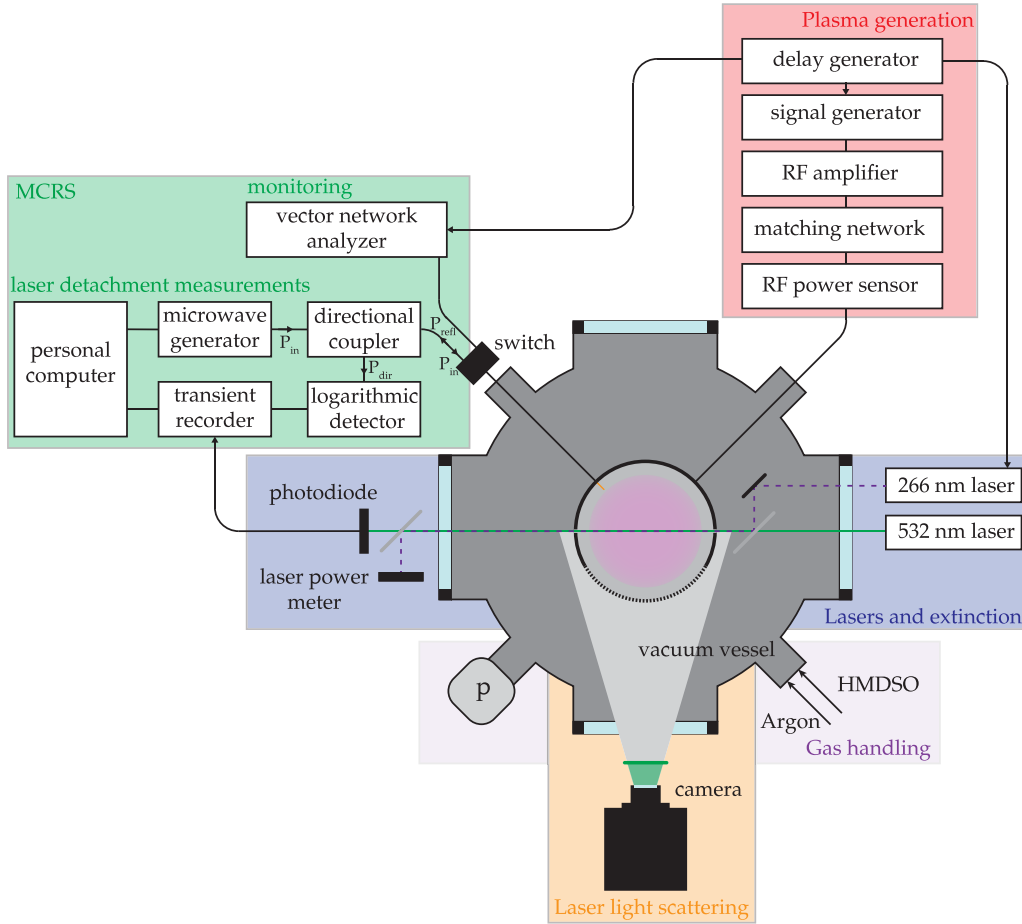 Plasma generation
delay generator
signal generator
RF amplifier
matching network
RF power sensor
MCRS
monitoring
vector network
analyzer
laser detachment measurements
personal
computer
microwave
generator
P_in
directional
coupler
P_refl
P_in
switch
P_dir
transient
recorder
logarithmic
detector
photodiode
laser power
meter
266 nm laser
532 nm laser
Lasers and extinction
vacuum vessel
p
HMDSO
Argon
Gas handling
camera
Laser light scattering